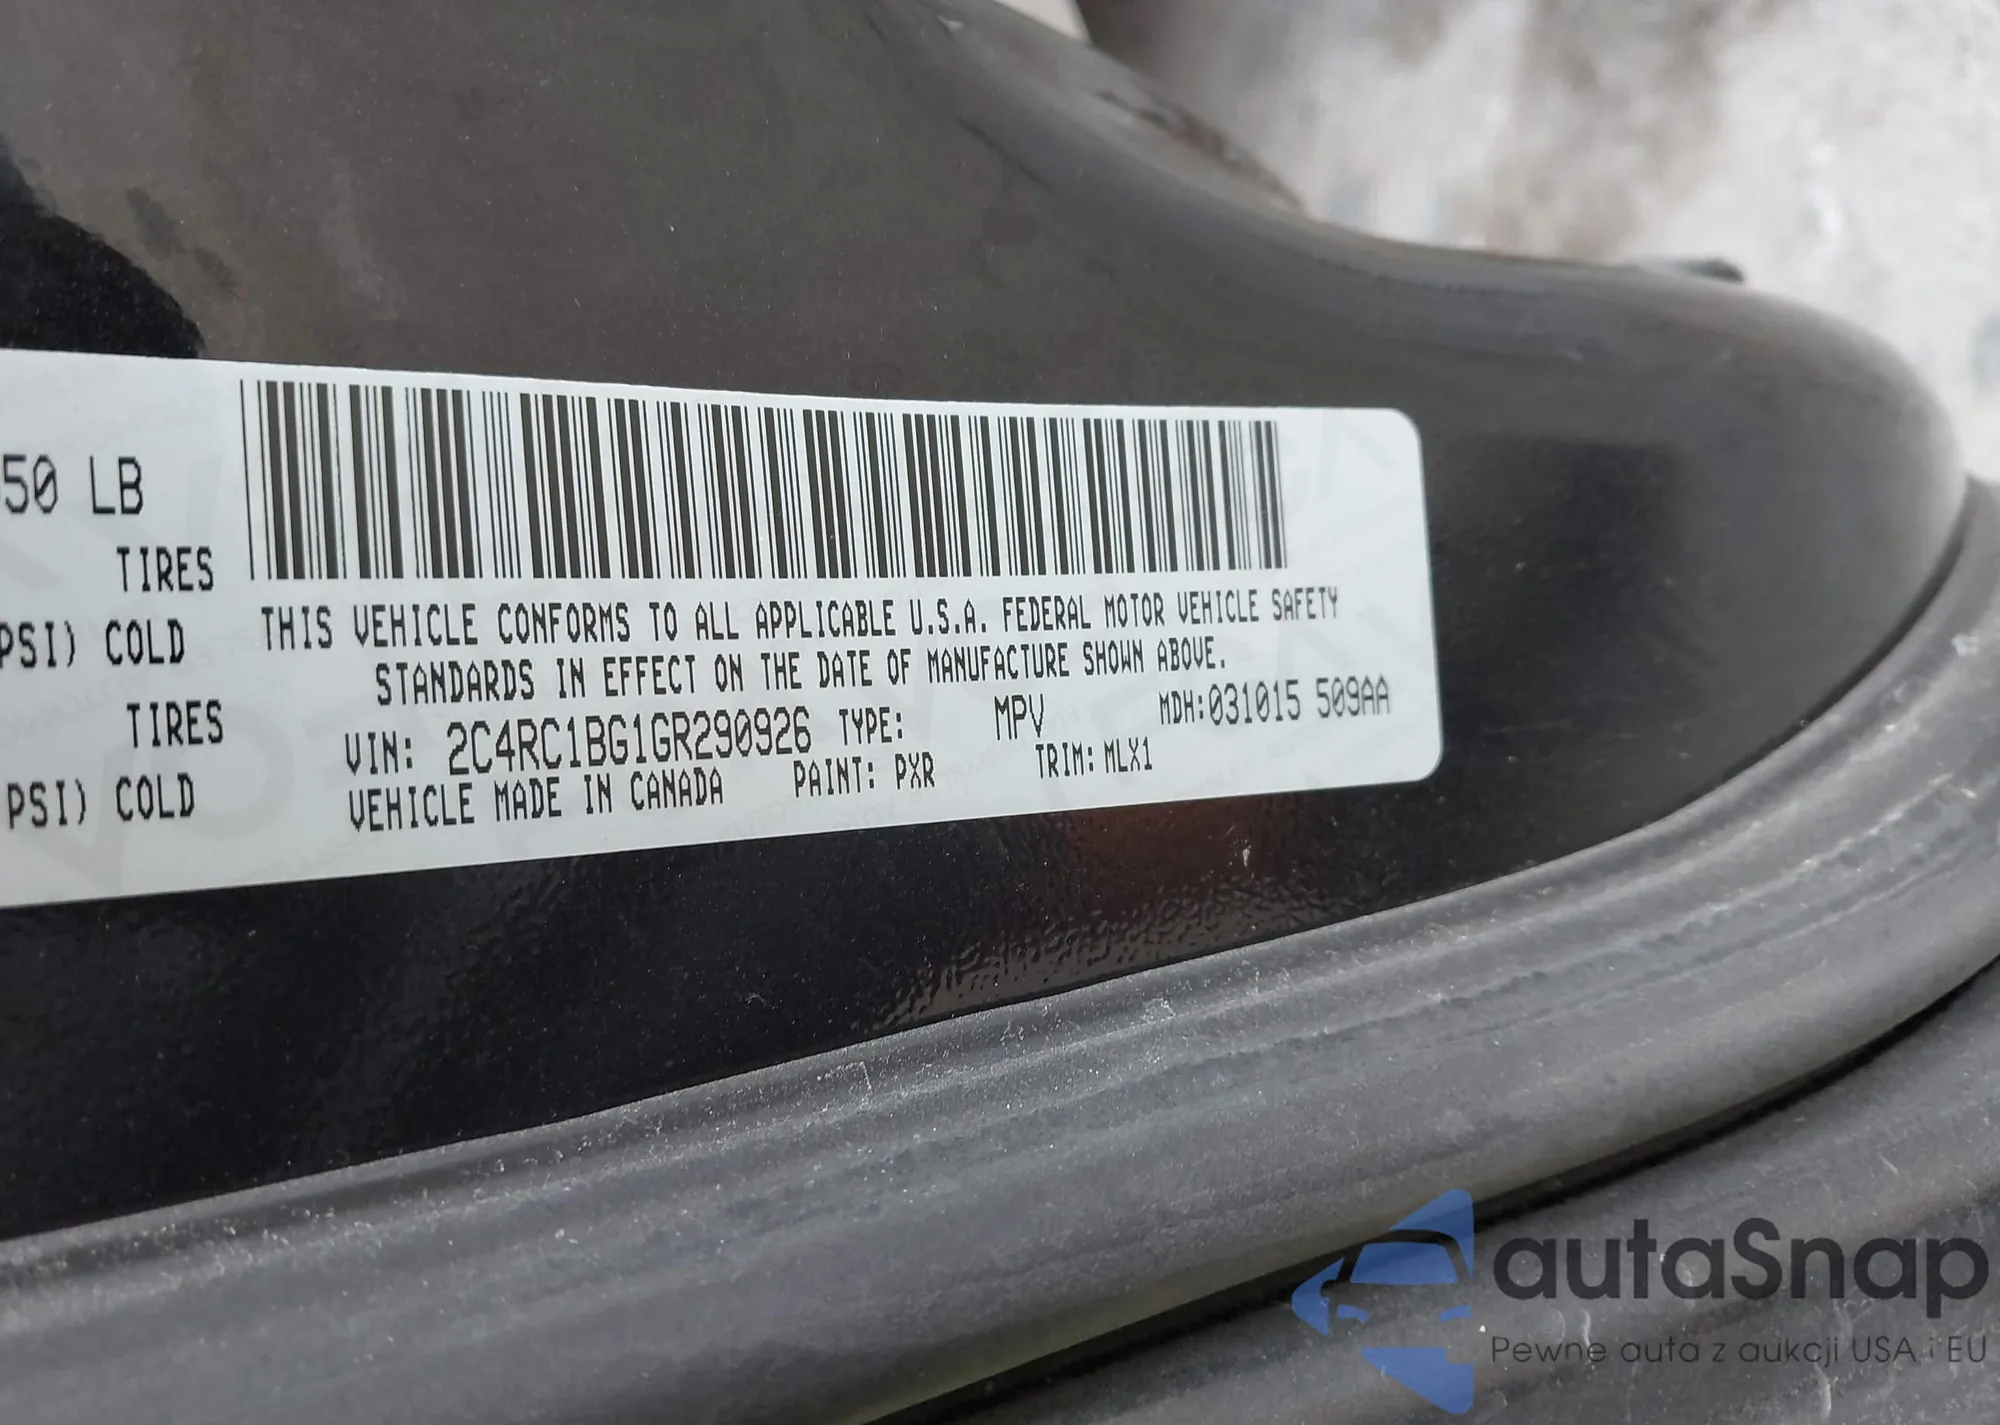 50 LB
TIRES
PSI) COLD
TIRES
PSI) COLD
THIS VEHICLE CONFORMS TO ALL APPLICABLE U.S.A. FEDERAL MOTOR VEHICLE SAFETY
STANDARDS IN EFFECT ON THE DATE OF MANUFACTURE SHOWN ABOVE.
VIN: 2C4RC1BG1GR290926 TYPE: MPV MDH:031015 509AA
VEHICLE MADE IN CANADA PAINT: PXR TRIM: MLX1
autaSnap
Pewne auta z aukcji USA i EU